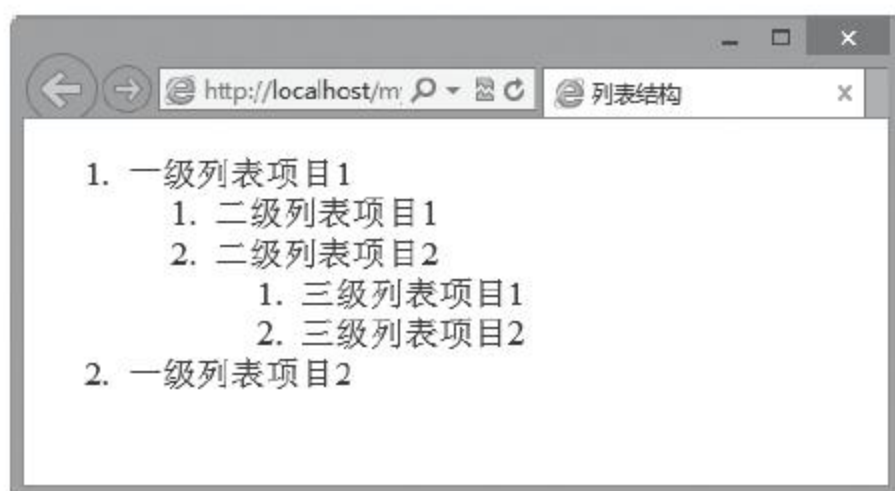 http://localhost/m
列表结构
1. 一级列表项目1
1. 二级列表项目1
2. 二级列表项目2
1. 三级列表项目1
2. 三级列表项目2
2. 一级列表项目2